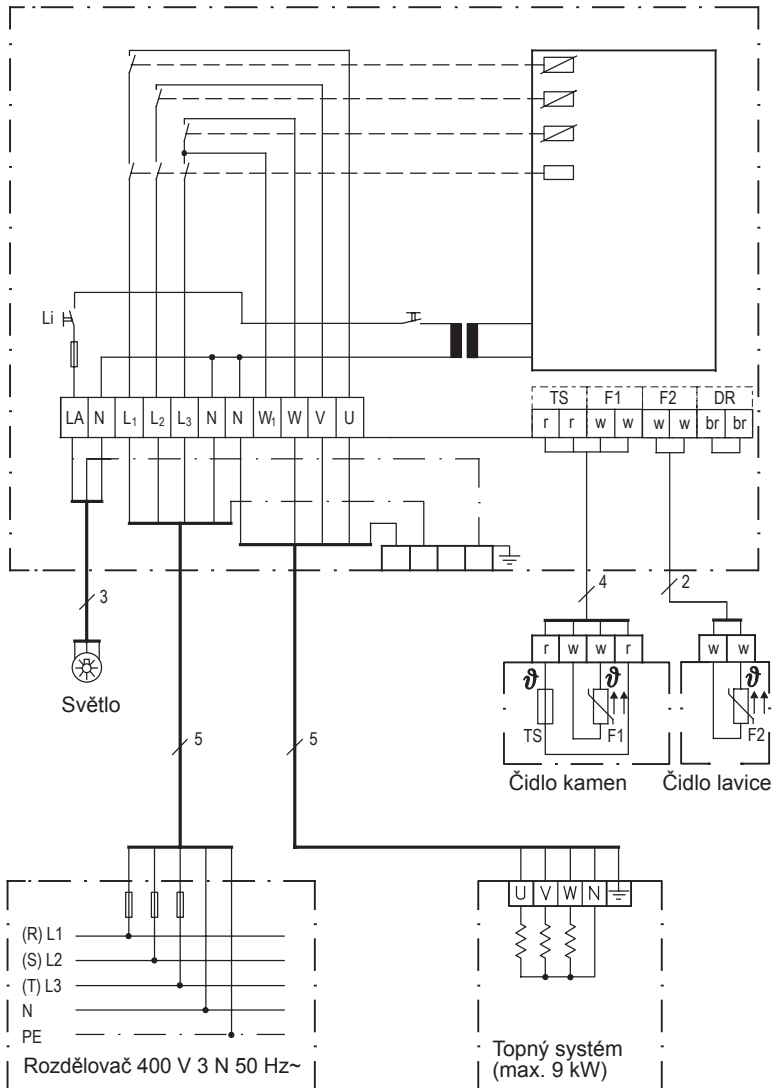 Li
TS F1 F2 DR
LA N L1 L2 L3 N N W1 W V U
r r w w w w br br
3
4
2
Světlo
r w w r
w w
ϑ ϑ ϑ
TS F1 F2
5
5
Čidlo kamen
Čidlo lavice
U V W N
(R) L1
(S) L2
(T) L3
N
PE
Rozdělovač 400 V 3 N 50 Hz~
Topný systém
(max. 9 kW)